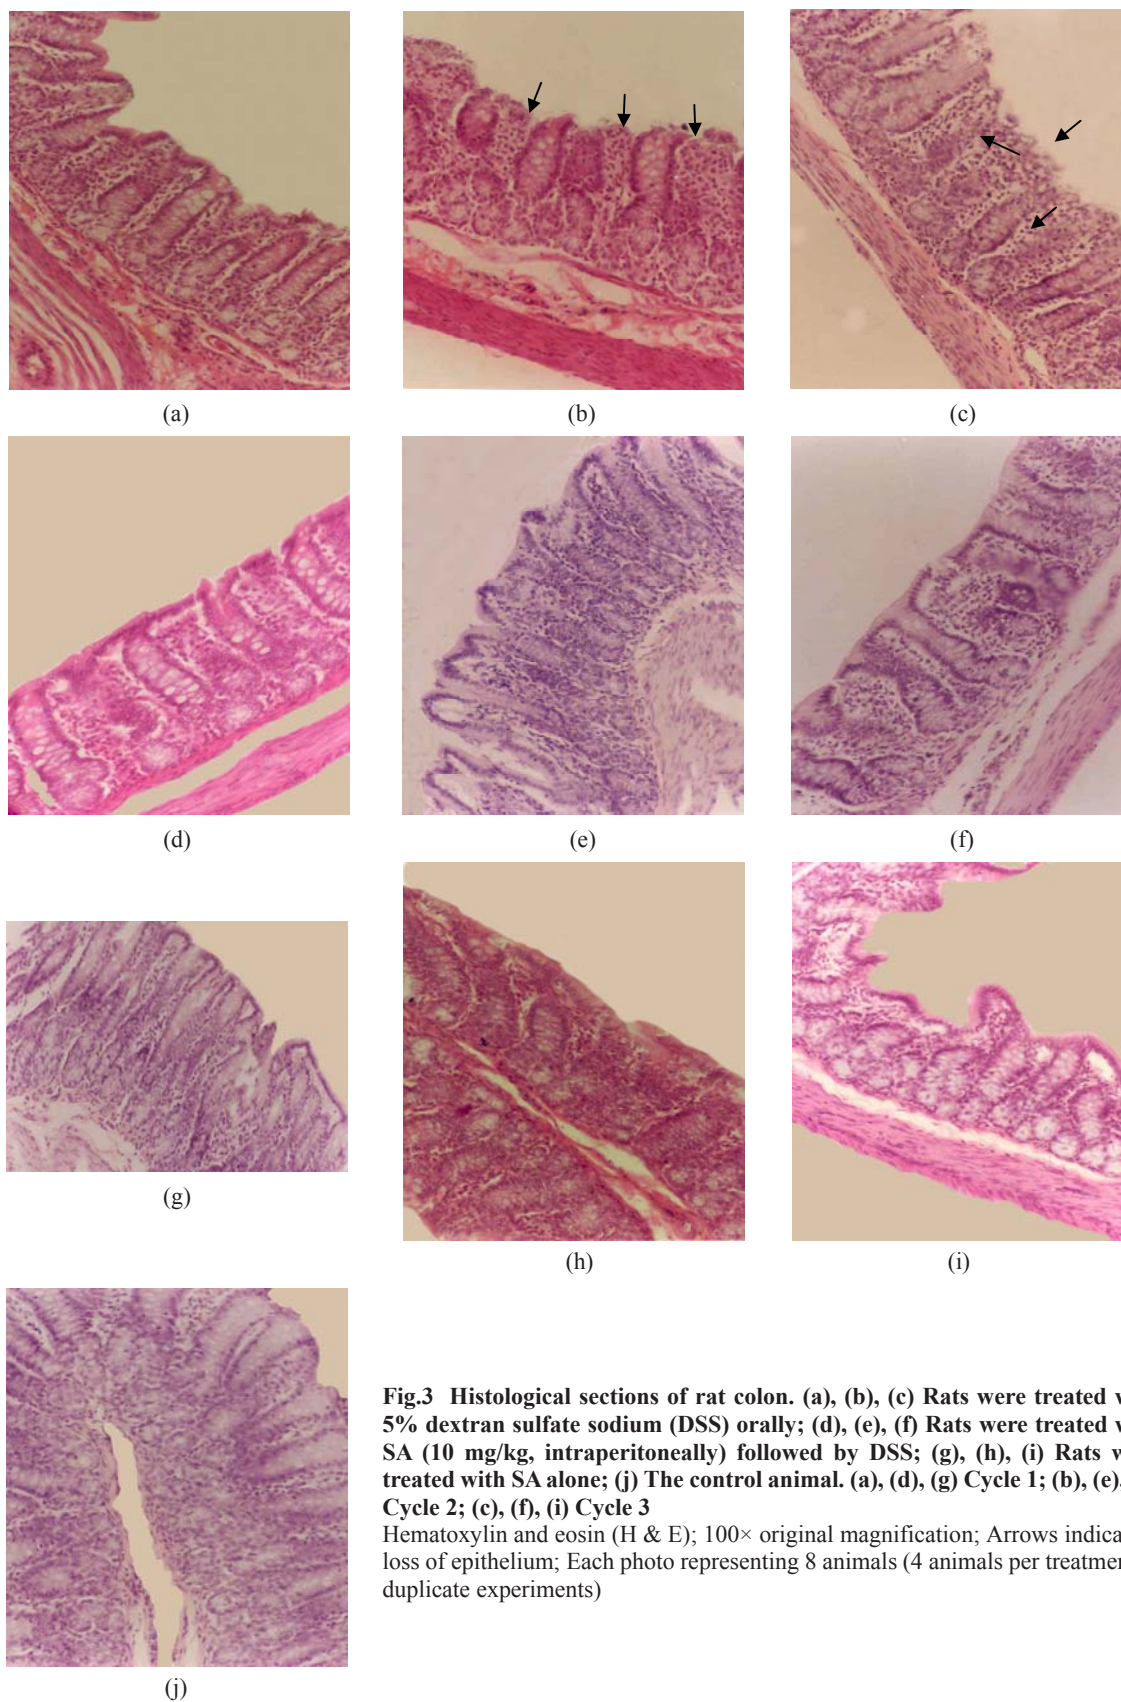 (a)
(b)
(c)
(d)
(e)
(f)
(g)
(h)
(i)
(j)
Fig.3 Histological sections of rat colon. (a), (b), (c) Rats were treated
5% dextran sulfate sodium (DSS) orally; (d), (e), (f) Rats were treated
SA (10 mg/kg, intraperitoneally) followed by DSS; (g), (h), (i) Rats
treated with SA alone; (j) The control animal. (a), (d), (g) Cycle 1; (b), (e),
Cycle 2; (c), (f), (i) Cycle 3
Hematoxylin and eosin (H & E); 100× original magnification; Arrows
loss of epithelium; Each photo representing 8 animals (4 animals per
duplicate experiments)